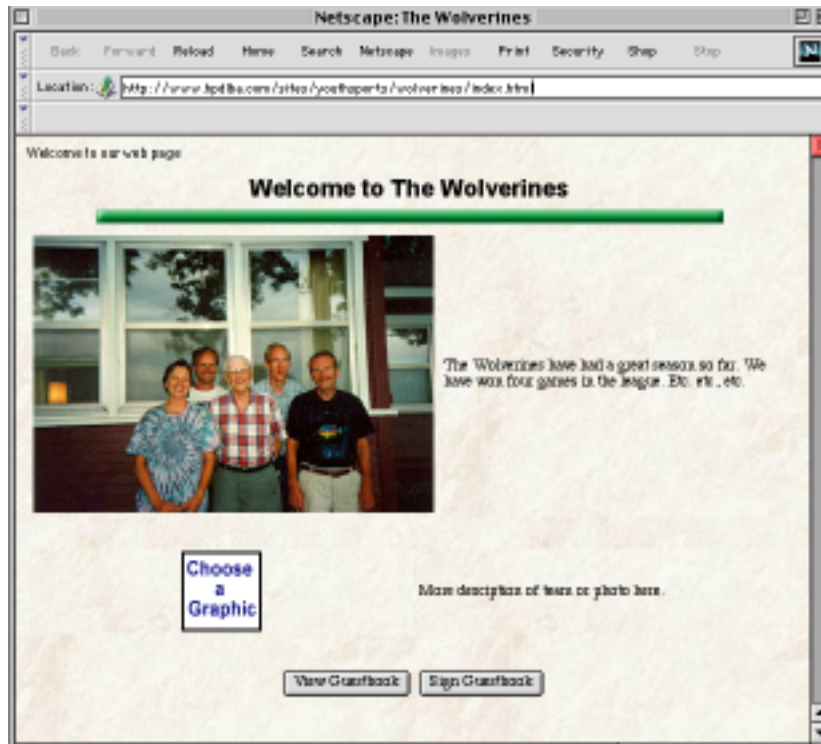 Netscape: The Wolverines
Back Forward Reload Home Search Netscape Images Print Security Shop Stop
N
Location:
Welcome to our web page
Welcome to The Wolverines
The Wolverines have had a great season so far. We
have won four games in the league. Etc. etc., etc.
Choose
a
Graphic
More desciption of team or photo here.
View Guestbook Sign Guestbook